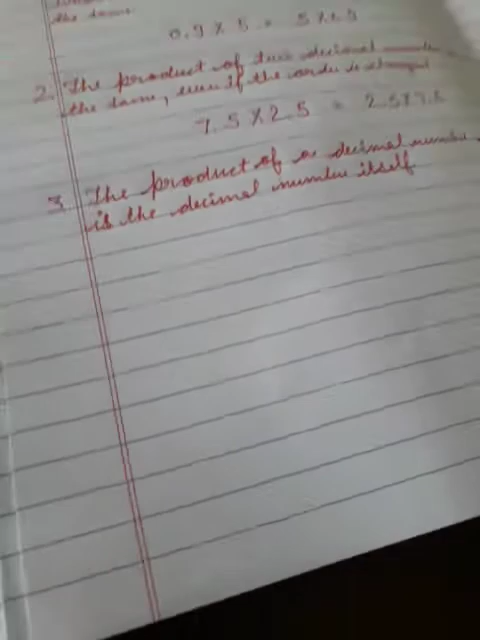 the same
0.9 X 5 = 5 X 0.9
2. The product of two decimal
the same, even if the order is changed
7.5 X 2.5 = 2.5 X 7.5
3. The product of a decimal number
is the decimal number itself